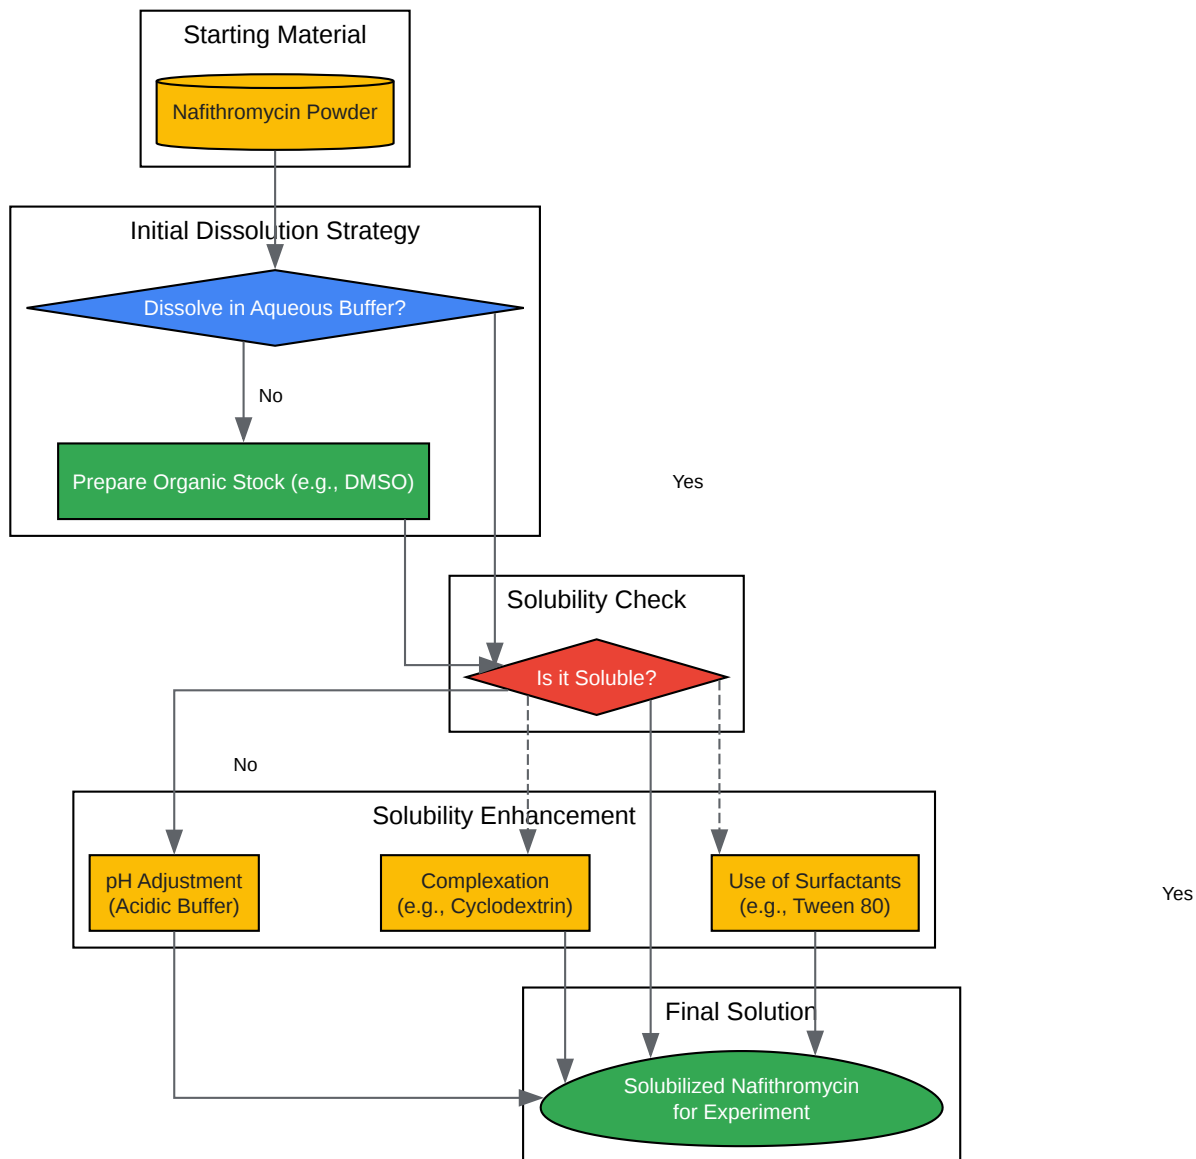 Starting Material
Nafithromycin Powder
Initial Dissolution Strategy
Dissolve in Aqueous Buffer?
No
Prepare Organic Stock (e.g., DMSO)
Yes
Solubility Check
Is it Soluble?
No
Solubility Enhancement
pH Adjustment
(Acidic Buffer)
Complexation
(e.g., Cyclodextrin)
Use of Surfactants
(e.g., Tween 80)
Yes
Final Solution
Solubilized Nafithromycin
for Experiment